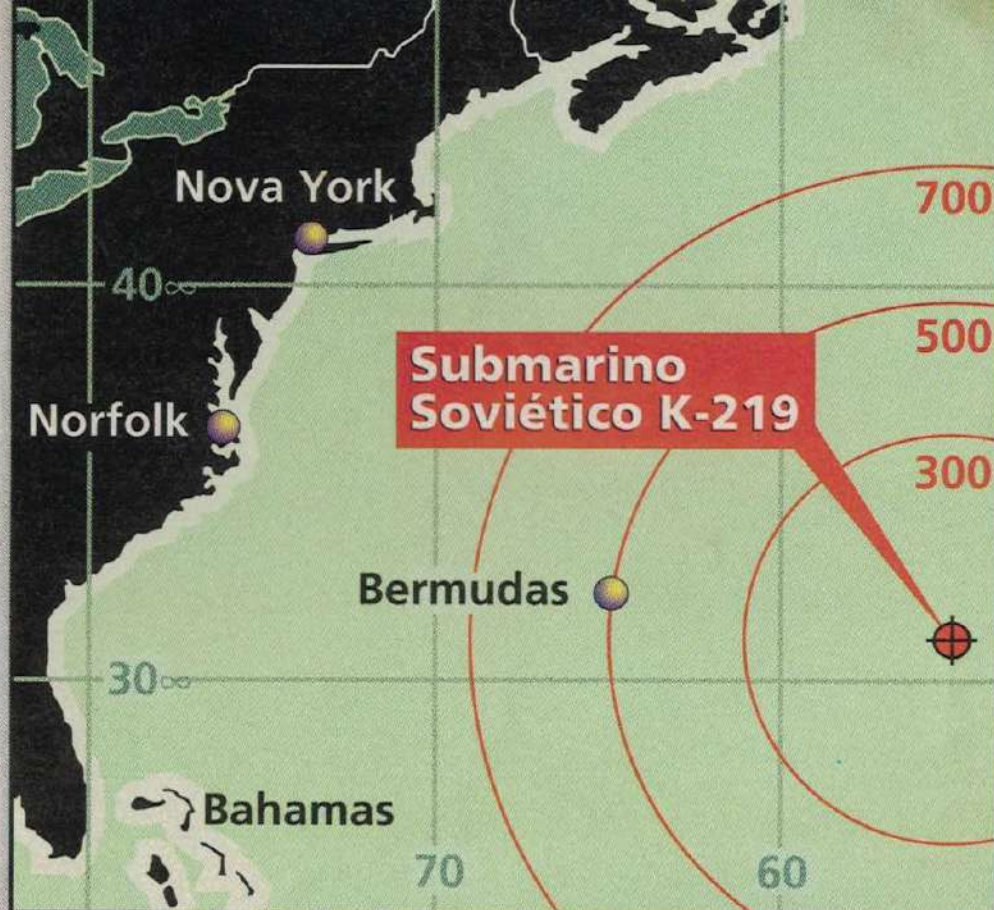 Nova York
700
40∞
500
Submarino
Soviético K-219
Norfolk
300
Bermudas
30∞
Bahamas
70
60